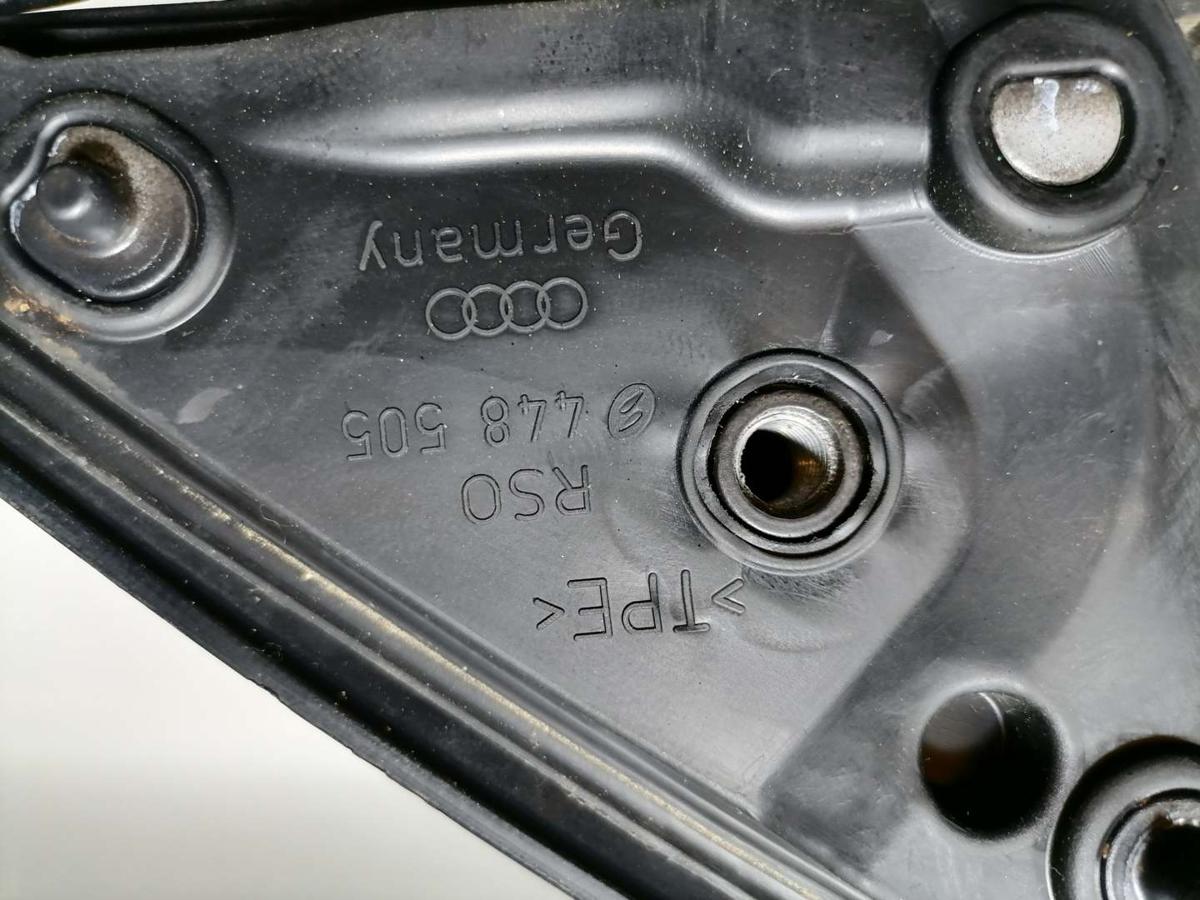 >TPE<
RSO
448 505
Germany